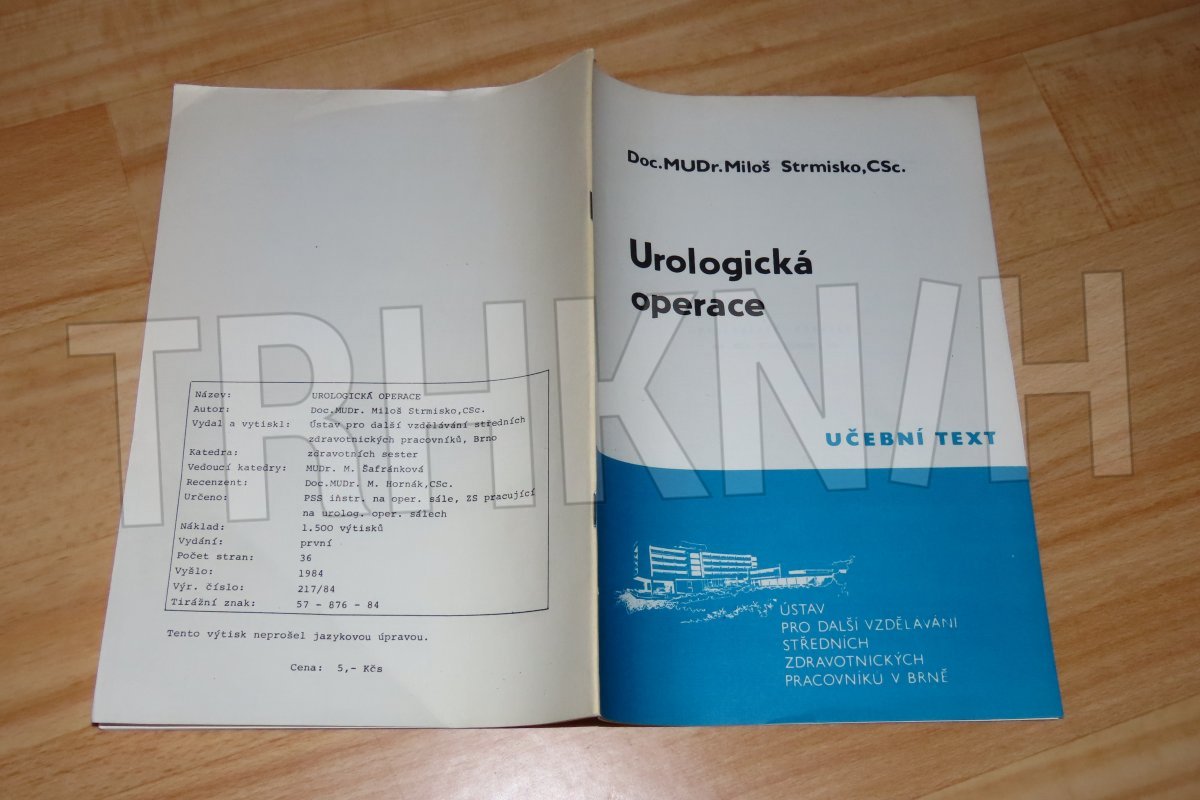 Název: UROLOGICKÁ OPERACE
Autor: Doc.MUDr. Miloš Strmisko,CSc.
Vydal a vytiskl: Ústav pro další vzdělávání středních
zdravotnických pracovníků, Brno
Katedra: zdravotních sester
Vedoucí katedry: MUDr. M. Šafránková
Recenzent: Doc.MUDr. M. Hornák,CSc.
Určeno: PSS instr. na oper. sále, ZS pracující
na urolog. oper. sálech
Náklad: 1.500 výtisků
Vydání: první
Počet stran: 36
Vyšlo: 1984
Výr. číslo: 217/84
Tirážní znak: 57 - 876 - 84
Tento výtisk neprošel jazykovou úpravou.
Cena: 5,- Kčs
Doc.MUDr.Miloš Strmisko,CSc.
Urologická
operace
UČEBNÍ TEXT
ÚSTAV
PRO DALŠÍ VZDĚLÁVÁNÍ
STŘEDNÍCH
ZDRAVOTNICKÝCH
PRACOVNÍKŮ V BRNĚ
TRHKNIH